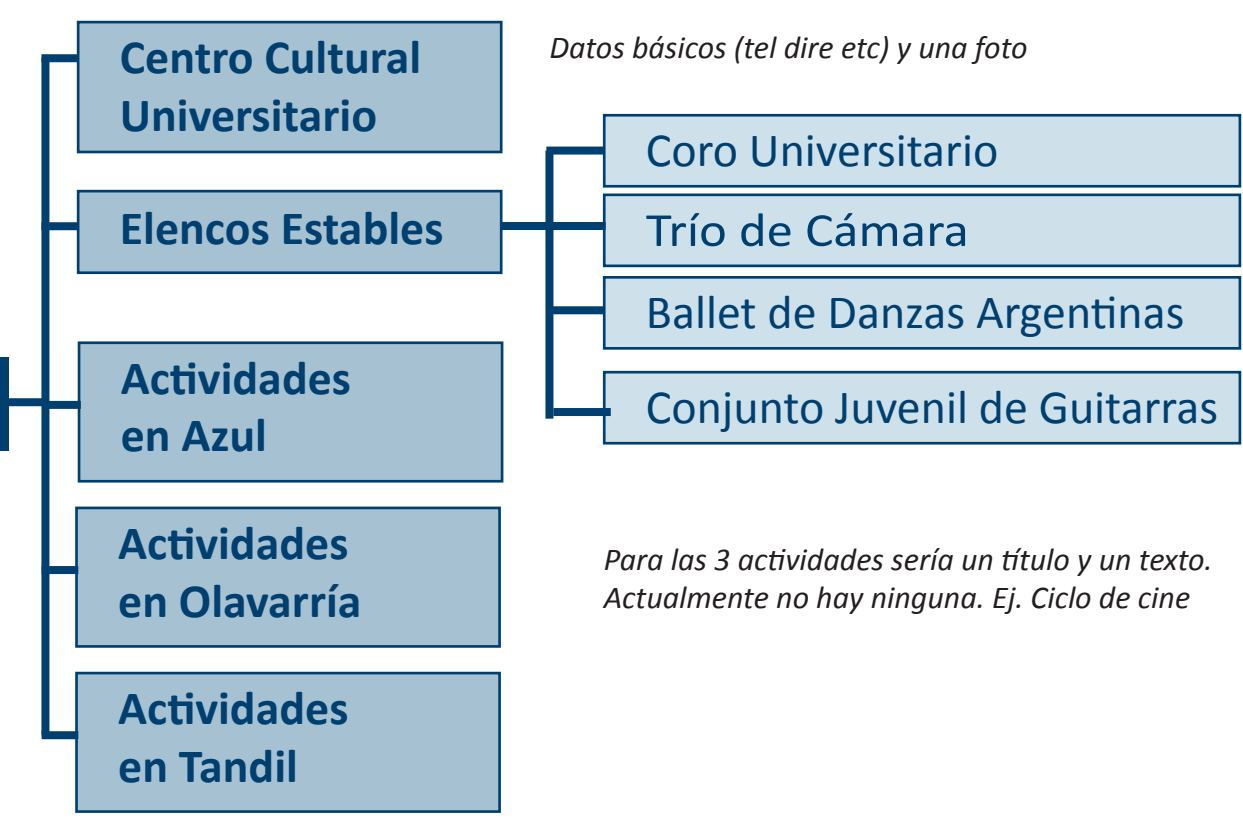 Centro Cultural
Universitario
Datos básicos (tel dire etc) y una foto
Elencos Estables
Coro Universitario
Trío de Cámara
Ballet de Danzas Argentinas
Conjunto Juvenil de Guitarras
Actividades
en Azul
Actividades
en Olavarría
Para las 3 actividades sería un título y un texto.
Actualmente no hay ninguna. Ej. Ciclo de cine
Actividades
en Tandil